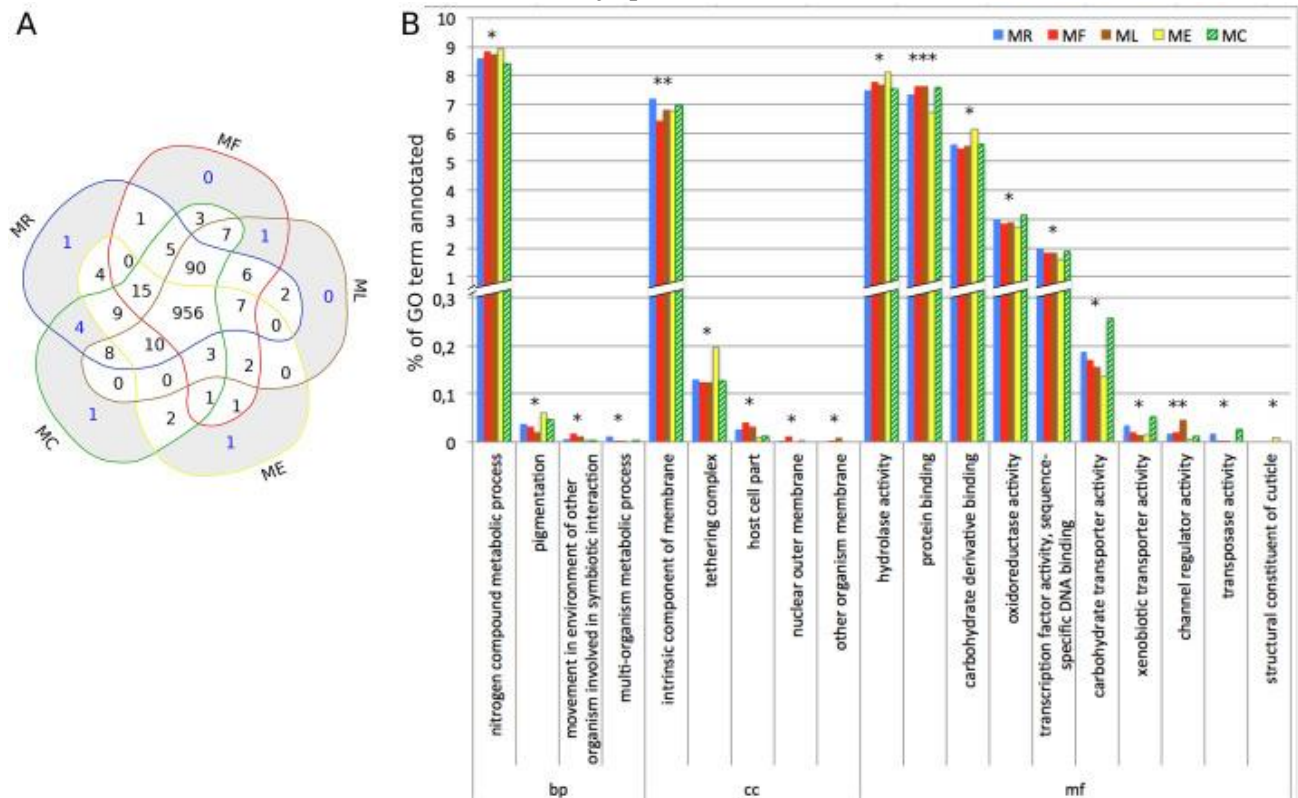 A
MF
MR
ML
MC
ME
0
1
3
7
1
1
5
4
0
90
6
2
0
15
9
956
7
0
4
8
10
3
2
0
0
0
1
1
1
2
1
B
MR MF ML ME MC
% of GO term annotated
10
9
8
7
6
5
4
3
2
1
0,3
0,2
0,1
0
* * * * ** * * * * * *** * * * * * ** * *
nitrogen compound metabolic process
pigmentation
movement in environment of other
organism involved in symbiotic interaction
multi-organism metabolic process
intrinsic component of membrane
tethering complex
host cell part
nuclear outer membrane
other organism membrane
hydrolase activity
protein binding
carbohydrate derivative binding
oxidoreductase activity
transcription factor activity, sequence-
specific DNA binding
carbohydrate transporter activity
xenobiotic transporter activity
channel regulator activity
transposase activity
structural constituent of cuticle
bp cc mf